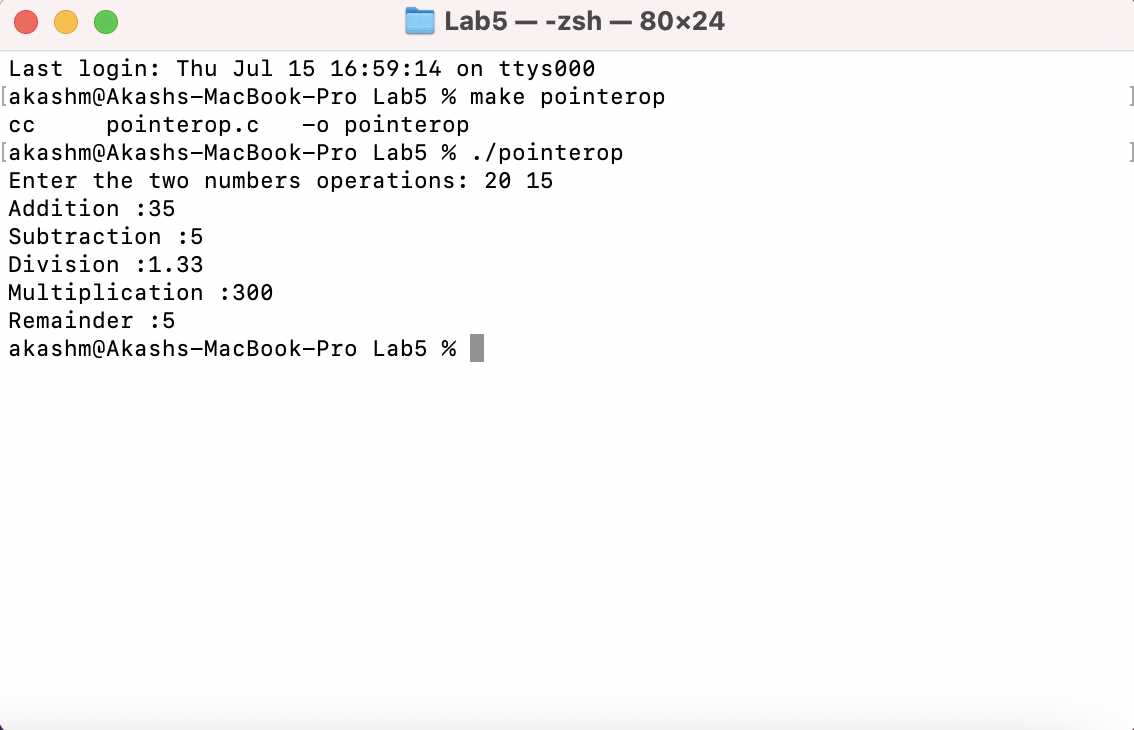 Lab5 — -zsh — 80×24
Last login: Thu Jul 15 16:59:14 on ttys000
[akashm@Akashs-MacBook-Pro Lab5 % make pointerop ]
cc     pointerop.c   -o pointerop
[akashm@Akashs-MacBook-Pro Lab5 % ./pointerop ]
Enter the two numbers operations: 20 15
Addition :35
Subtraction :5
Division :1.33
Multiplication :300
Remainder :5
akashm@Akashs-MacBook-Pro Lab5 %